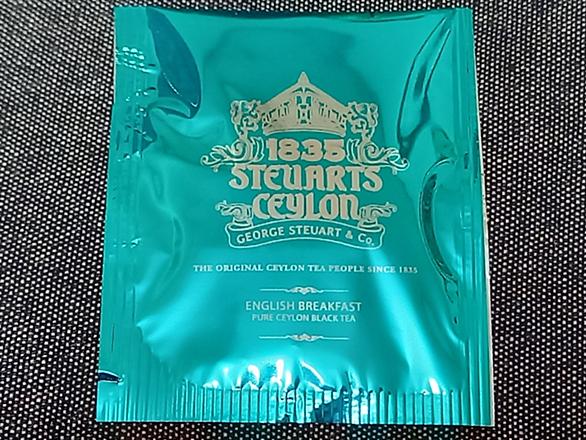 1835
STEUARTS
CEYLON
GEORGE STEUART & Co.
THE ORIGINAL CEYLON TEA PEOPLE SINCE 1835
ENGLISH BREAKFAST
PURE CEYLON BLACK TEA